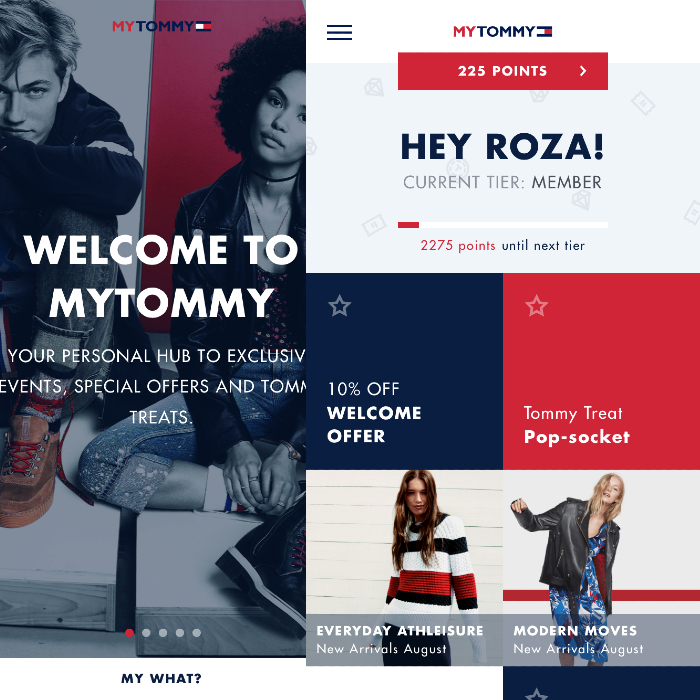 MYTOMMY
WELCOME TO
MYTOMMY
YOUR PERSONAL HUB TO EXCLUSIV
EVENTS, SPECIAL OFFERS AND TOMM
TREATS.
MY WHAT?
MYTOMMY
225 POINTS
HEY ROZA!
CURRENT TIER: MEMBER
2275 points until next tier
10% OFF
WELCOME
OFFER
Tommy Treat
Pop-socket
EVERYDAY ATHLEISURE
New Arrivals August
MODERN MOVES
New Arrivals August